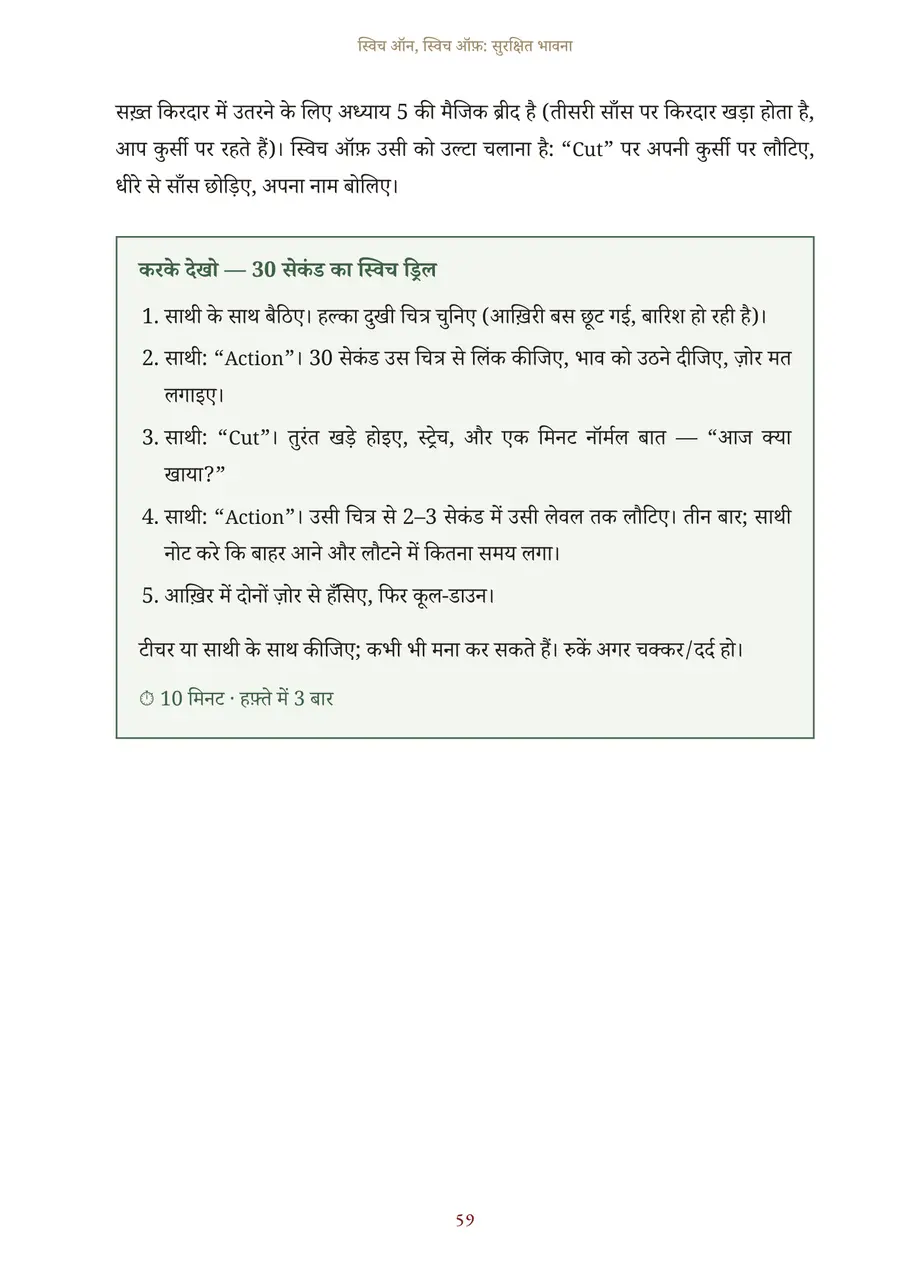 स्विच ऑन, स्विच ऑफ़: सुरक्षित भावना
सख़्त किरदार में उतरने के लिए अध्याय 5 की मैजिक ब्रीद है (तीसरी साँस पर किरदार खड़ा होता है,
आप कुर्सी पर रहते हैं)। स्विच ऑफ़ उसी को उल्टा चलाना है: “Cut” पर अपनी कुर्सी पर लौटिए,
धीरे से साँस छोड़िए, अपना नाम बोलिए।
करके देखो — 30 सेकंड का स्विच ड्रिल
1. साथी के साथ बैठिए। हल्का दुखी चित्र चुनिए (आख़िरी बस छूट गई, बारिश हो रही है)।
2. साथी: “Action”। 30 सेकंड उस चित्र से लिंक कीजिए, भाव को उठने दीजिए, ज़ोर मत
लगाइए।
3. साथी: “Cut”। तुरंत खड़े होइए, स्ट्रेच, और एक मिनट नॉर्मल बात — “आज क्या
खाया?”
4. साथी: “Action”। उसी चित्र से 2–3 सेकंड में उसी लेवल तक लौटिए। तीन बार; साथी
नोट करे कि बाहर आने और लौटने में कितना समय लगा।
5. आख़िर में दोनों ज़ोर से हँसिए, फिर कूल-डाउन।
टीचर या साथी के साथ कीजिए; कभी भी मना कर सकते हैं। रुकें अगर चक्कर/दर्द हो।
⏱ 10 मिनट · हफ़्ते में 3 बार
59